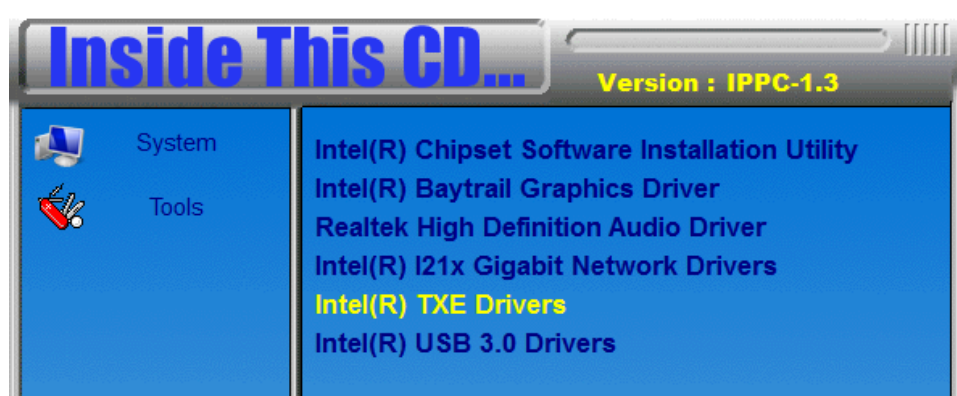 Inside This CD...
Version : IPPC-1.3
System
Tools
Intel(R) Chipset Software Installation Utility
Intel(R) Baytrail Graphics Driver
Realtek High Definition Audio Driver
Intel(R) I21x Gigabit Network Drivers
Intel(R) TXE Drivers
Intel(R) USB 3.0 Drivers